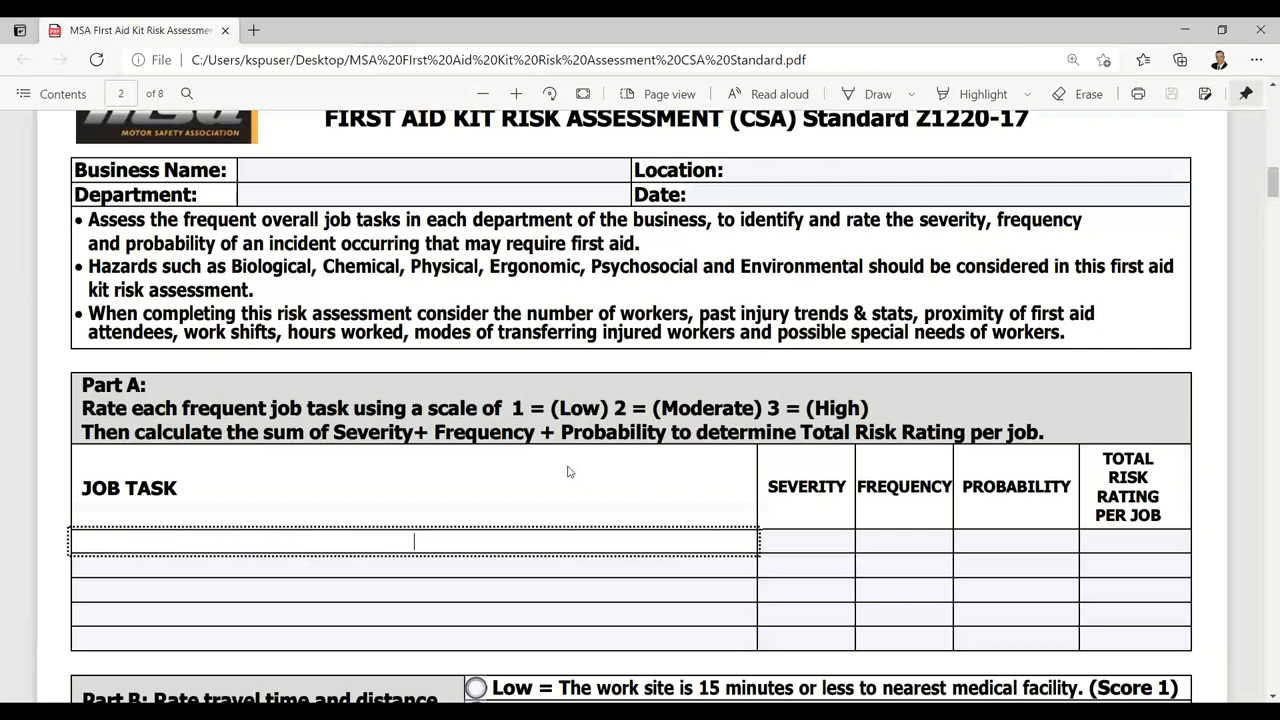 MSA FIrst Aid Kit Risk Assessmen
File
C:/Users/kspuser/Desktop/MSA%20FIrst%20Aid%20Kit%20Risk%20Assessment%20CSA%20Standard.pdf
Contents
2
of 8
Page view
Read aloud
Draw
Highlight
Erase
MOTOR SAFETY ASSOCIATION
FIRST AID KIT RISK ASSESSMENT (CSA) Standard Z1220-17
Business Name:
Location:
Department:
Date:
• Assess the frequent overall job tasks in each department of the business, to identify and rate the severity, frequency
and probability of an incident occurring that may require first aid.
• Hazards such as Biological, Chemical, Physical, Ergonomic, Psychosocial and Environmental should be considered in this first aid
kit risk assessment.
• When completing this risk assessment consider the number of workers, past injury trends & stats, proximity of first aid
attendees, work shifts, hours worked, modes of transferring injured workers and possible special needs of workers.
Part A:
Rate each frequent job task using a scale of 1 = (Low) 2 = (Moderate) 3 = (High)
Then calculate the sum of Severity+ Frequency + Probability to determine Total Risk Rating per job.
JOB TASK
SEVERITY
FREQUENCY
PROBABILITY
TOTAL
RISK
RATING
PER JOB
Part B: Rate travel time and distance
Low = The work site is 15 minutes or less to nearest medical facility. (Score 1)